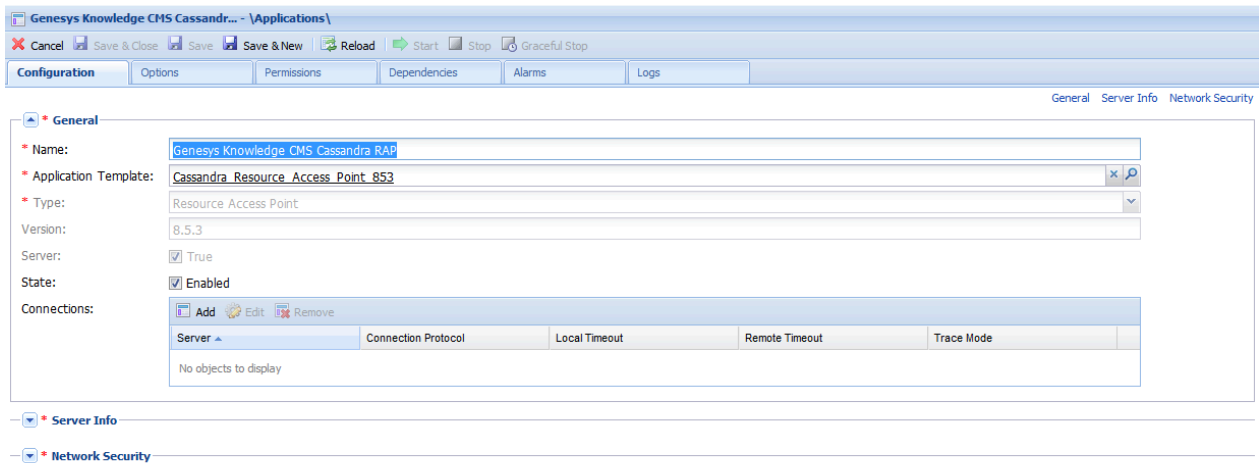 Genesys Knowledge CMS Cassandr... - \Applications\
Cancel Save & Close Save Save & New Reload Start Stop Graceful Stop
Configuration Options Permissions Dependencies Alarms Logs
General Server Info Network Security
* General
* Name: Genesys Knowledge CMS Cassandra RAP
* Application Template: Cassandra_Resource_Access_Point_853
* Type: Resource Access Point
Version: 8.5.3
Server: True
State: Enabled
Connections: Add Edit Remove
Server Connection Protocol Local Timeout Remote Timeout Trace Mode
No objects to display
* Server Info
* Network Security